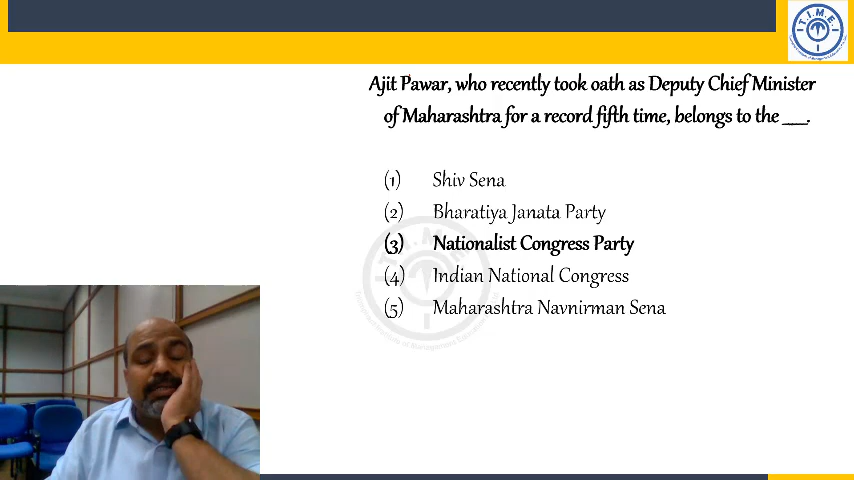 T.I.M.E.
Ajit Pawar, who recently took oath as Deputy Chief Minister
of Maharashtra for a record fifth time, belongs to the ___.
(1) Shiv Sena
(2) Bharatiya Janata Party
(3) Nationalist Congress Party
(4) Indian National Congress
(5) Maharashtra Navnirman Sena
T.I.M.E.